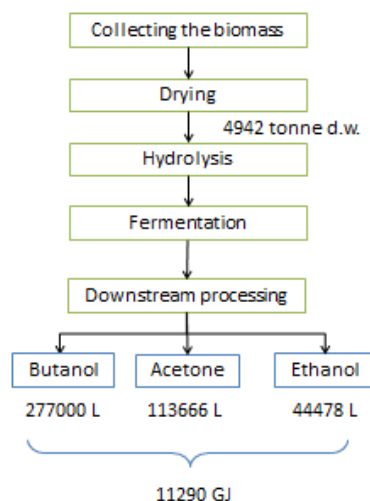 Collecting the biomass
Drying
4942 tonne d.w.
Hydrolysis
Fermentation
Downstream processing
Butanol Acetone Ethanol
277000 L 113666 L 44478 L
11290 GJ